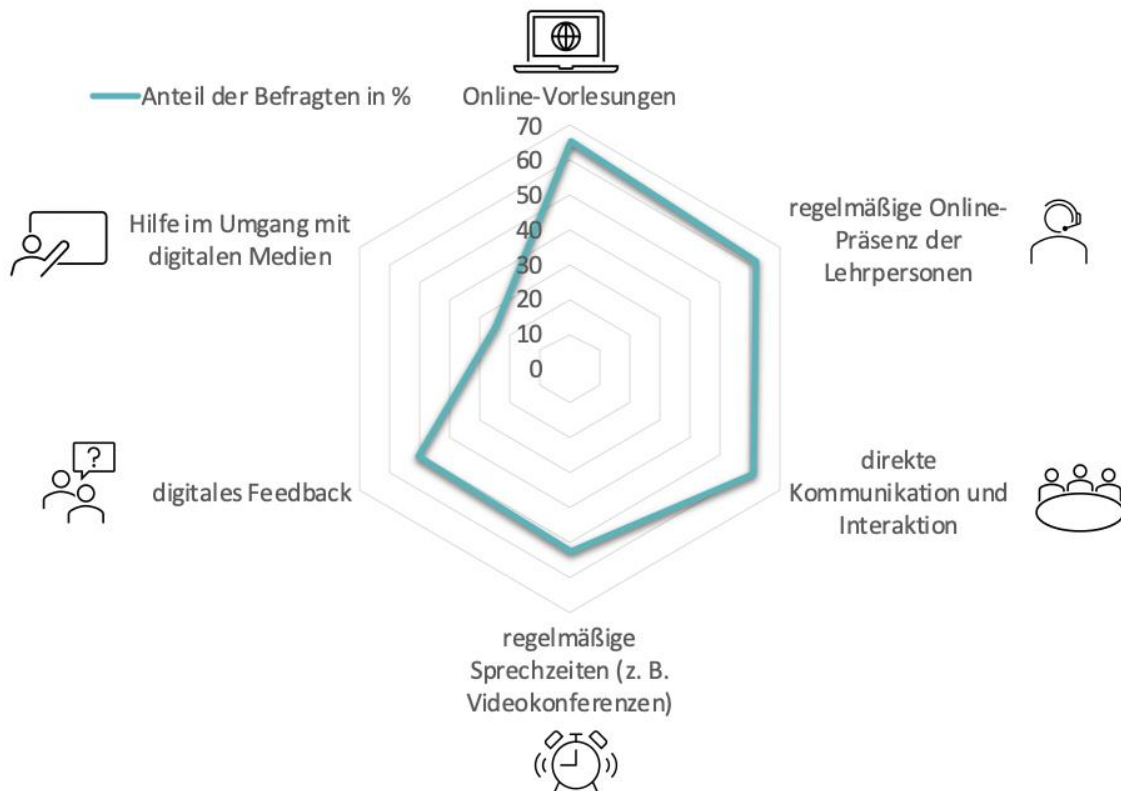 Anteil der Befragten in %
Online-Vorlesungen
70
60
50
40
30
20
10
0
regelmäßige Online-
Präsenz der
Lehrpersonen
direkte
Kommunikation und
Interaktion
regelmäßige
Sprechzeiten (z. B.
Videokonferenzen)
digitales Feedback
?
Hilfe im Umgang mit
digitalen Medien